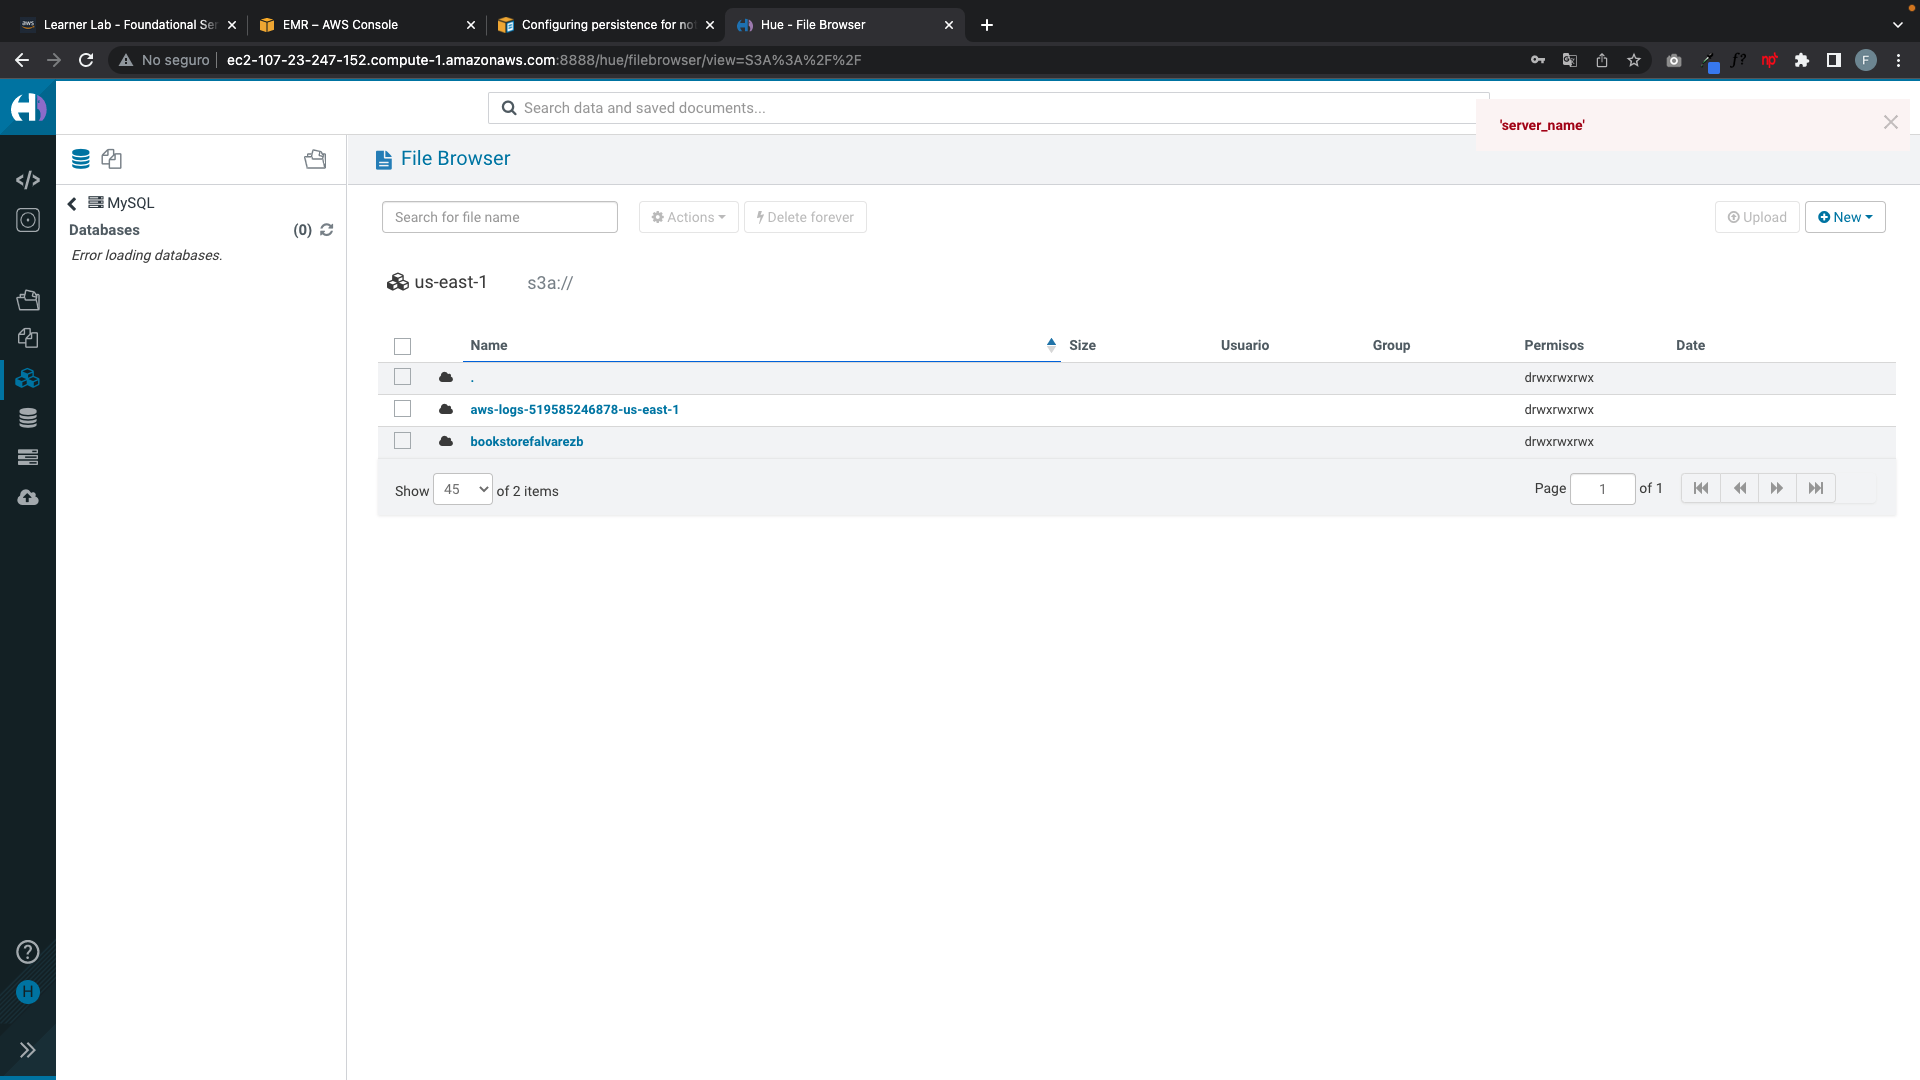 Learner Lab - Foundational Ser
EMR – AWS Console
Configuring persistence for not
Hue - File Browser
No seguro
ec2-107-23-247-152.compute-1.amazonaws.com:8888/hue/filebrowser/view=S3A%3A%2F%2F
f?
np
F
Search data and saved documents...
'server_name'
File Browser
MySQL
Databases (0)
Error loading databases.
Search for file name
Actions
Delete forever
Upload
New
us-east-1
s3a://
Name Size Usuario Group Permisos Date
. drwxrwxrwx
aws-logs-519585246878-us-east-1 drwxrwxrwx
bookstorefalvarezb drwxrwxrwx
Show 45 of 2 items
Page 1 of 1
?
H